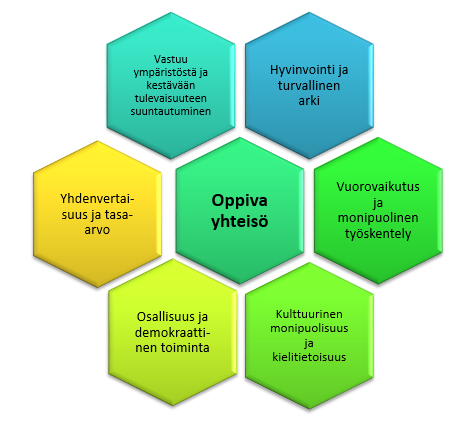 Vastuu
ympäristöstä ja
kestävään
tulevaisuuteen
suuntautuminen
Hyvinvointi ja
turvallinen
arki
Yhdenvertai-
suus ja tasa-
arvo
Oppiva
yhteisö
Vuorovaikutus
ja
monipuolinen
työskentely
Osallisuus ja
demokraatti-
nen toiminta
Kulttuurinen
monipuolisuus
ja
kielitietoisuus